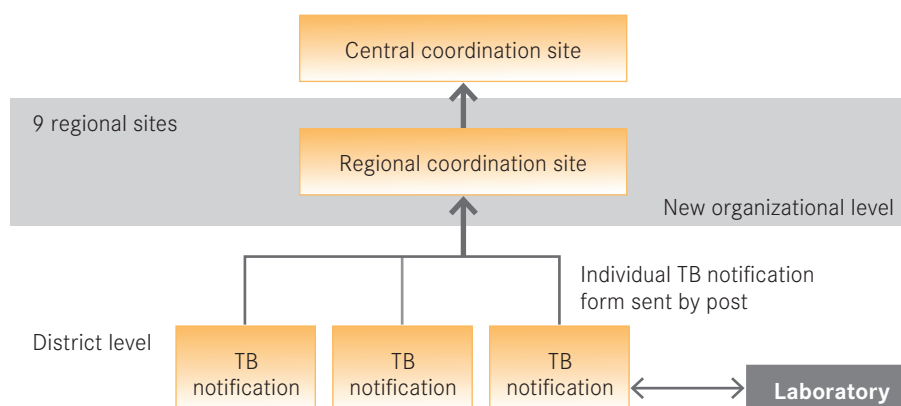 Central coordination site
9 regional sites
Regional coordination site
New organizational level
Individual TB notification
form sent by post
District level
TB
notification
TB
notification
TB
notification
Laboratory